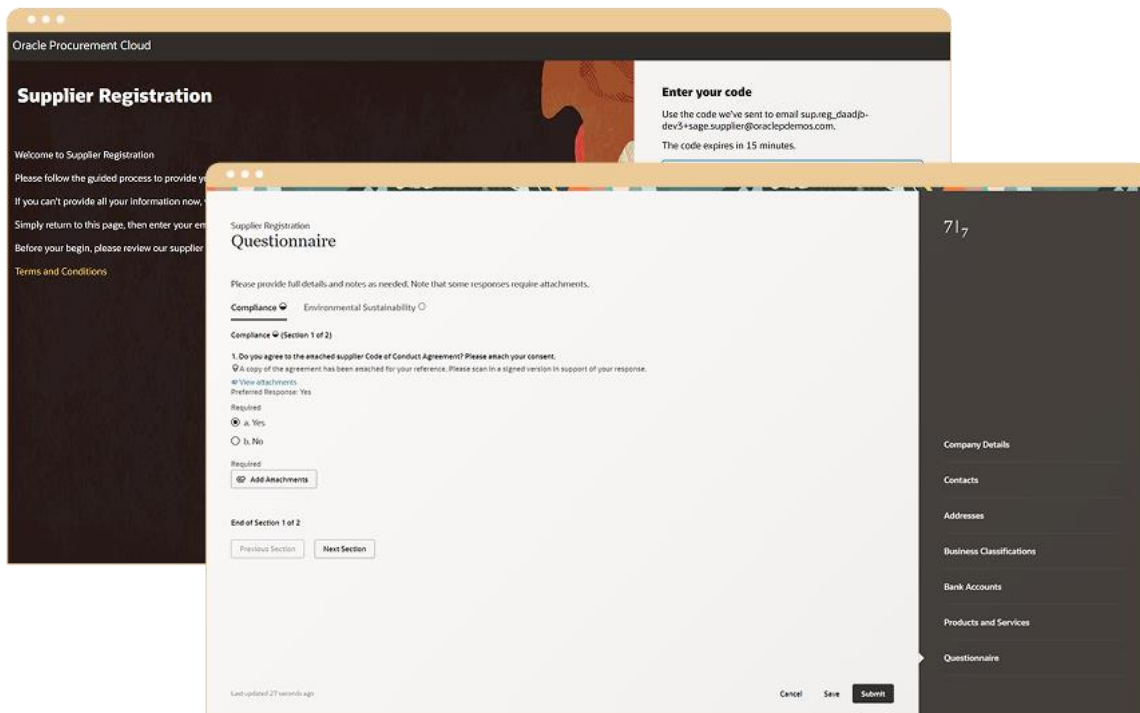 Oracle Procurement Cloud
Supplier Registration
Welcome to Supplier Registration
Please follow the guided process to provide
If you can't provide all your information now,
Simply return to this page, then enter your
Before your begin, please review our supplier
Terms and Conditions
Enter your code
Use the code we've sent to email sup.reg_daadjb-
dev3+sage.supplier@oraclepdemos.com.
The code expires in 15 minutes.
Supplier Registration
Questionnaire
Please provide full details and notes as needed. Note that some responses require attachments.
Compliance Environmental Sustainability
Compliance (Section 1 of 2)
1. Do you agree to the attached supplier Code of Conduct Agreement? Please attach your consent.
A copy of the agreement has been attached for your reference. Please scan in a signed version in support of your response.
View attachments
Preferred Response: Yes
Required
a. Yes
b. No
Required
Add Attachments
End of Section 1 of 2
Previous Section Next Section
Last updated 27 seconds ago
Cancel Save Submit
7|7
Company Details
Contacts
Addresses
Business Classifications
Bank Accounts
Products and Services
Questionnaire